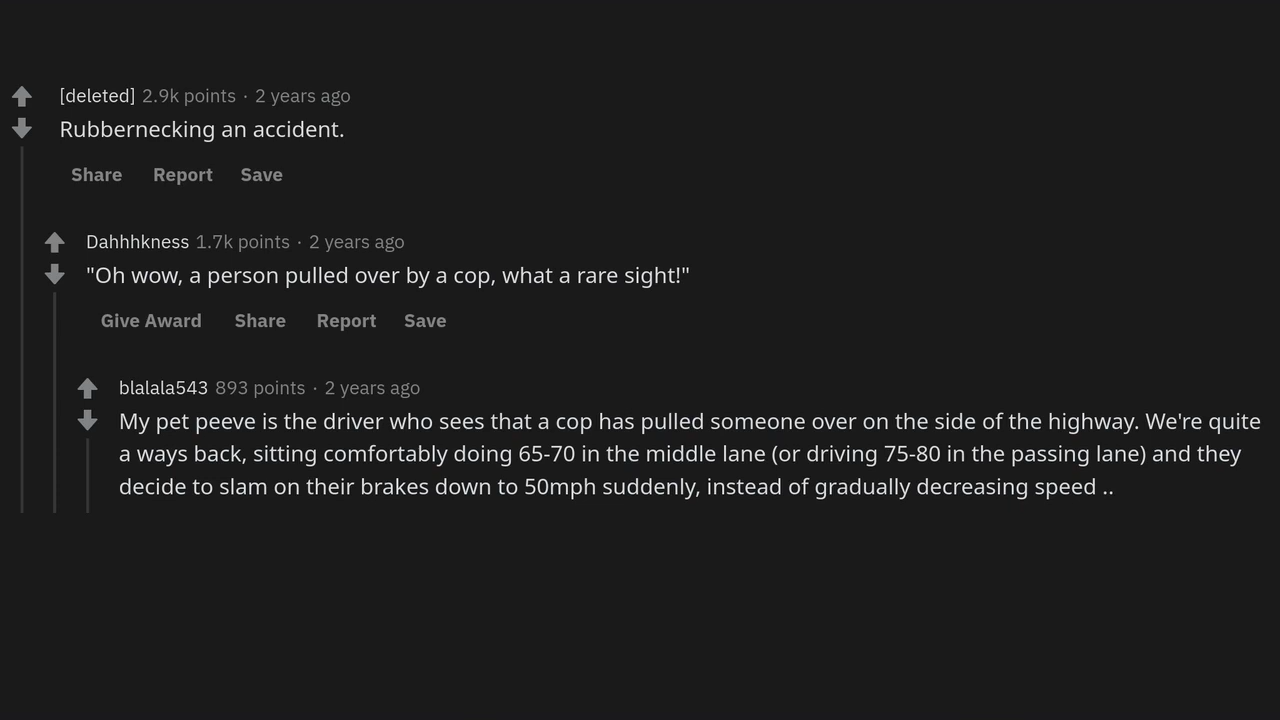 [deleted] 2.9k points · 2 years ago
Rubbernecking an accident.
Share Report Save
Dahhhkness 1.7k points · 2 years ago
"Oh wow, a person pulled over by a cop, what a rare sight!"
Give Award Share Report Save
blalala543 893 points · 2 years ago
My pet peeve is the driver who sees that a cop has pulled someone over on the side of the highway. We're quite
a ways back, sitting comfortably doing 65-70 in the middle lane (or driving 75-80 in the passing lane) and they
decide to slam on their brakes down to 50mph suddenly, instead of gradually decreasing speed ..